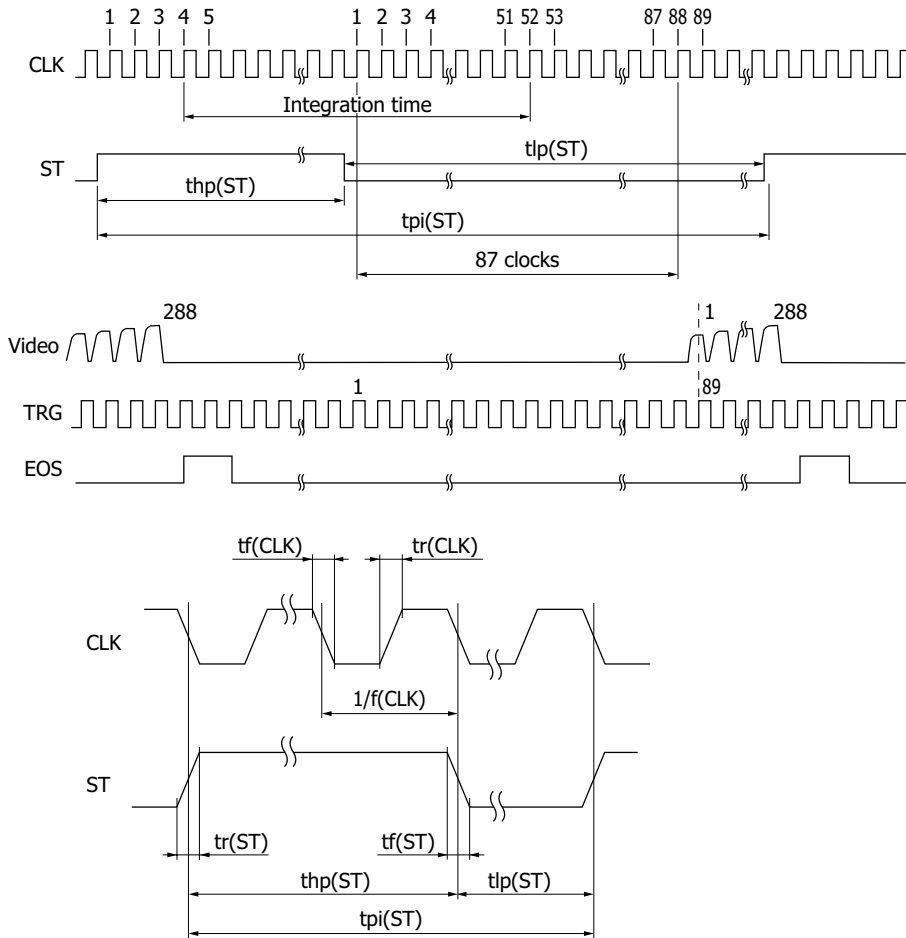 1 2 3 4 5 1 2 3 4 51 52 53 87 88 89
CLK
Integration time
ST
tlp(ST)
thp(ST)
tpi(ST)
87 clocks
288 1 288
Video
1 89
TRG
EOS
tf(CLK) tr(CLK)
CLK
1/f(CLK)
ST
tr(ST) tf(ST)
thp(ST) tlp(ST)
tpi(ST)